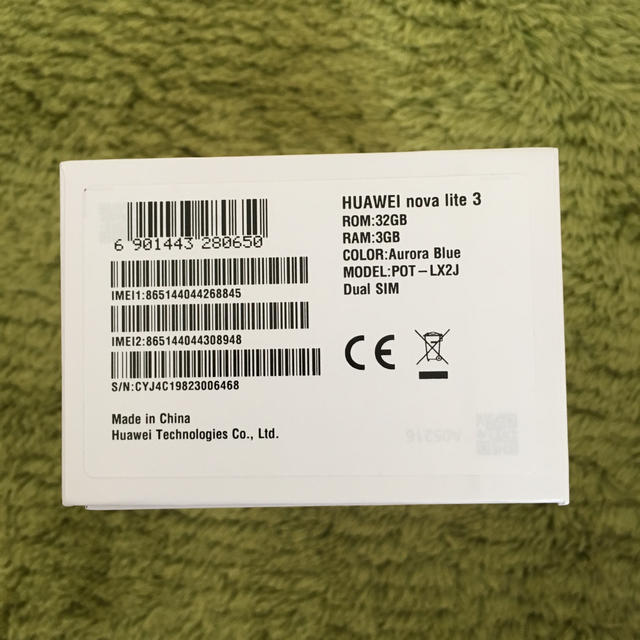 6 901443 280650
IMEI1:865144044268845
IMEI2:865144044308948
S/N:CYJ4C19823006468
Made in China
Huawei Technologies Co., Ltd.
HUAWEI nova lite 3
ROM:32GB
RAM:3GB
COLOR:Aurora Blue
MODEL:POT-LX2J
Dual SIM
CE